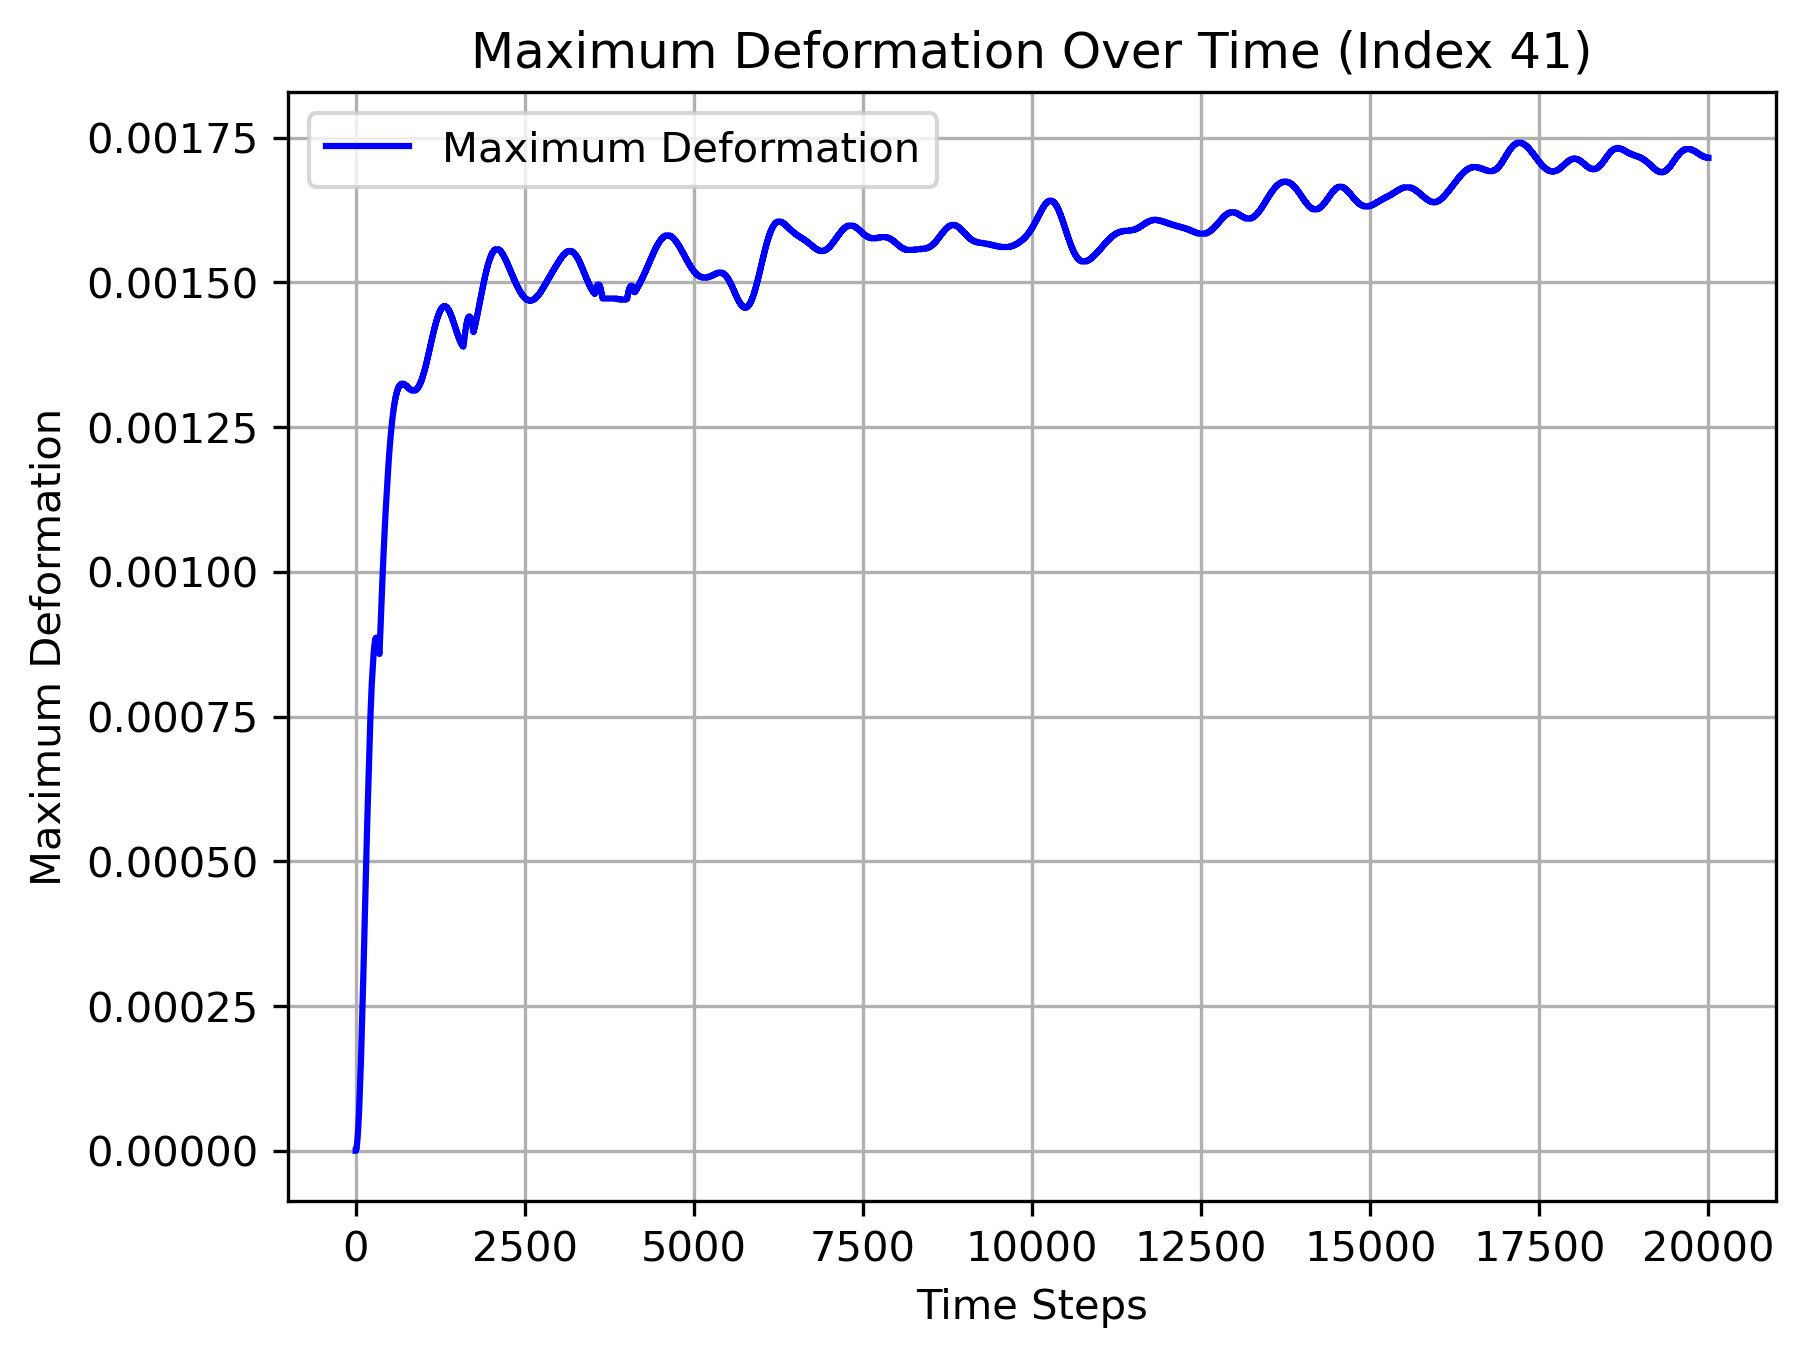 Maximum Deformation Over Time (Index 41)
Maximum Deformation
0.00175
0.00150
0.00125
0.00100
0.00075
0.00050
0.00025
0.00000
Maximum Deformation
0 2500 5000 7500 10000 12500 15000 17500 20000
Time Steps